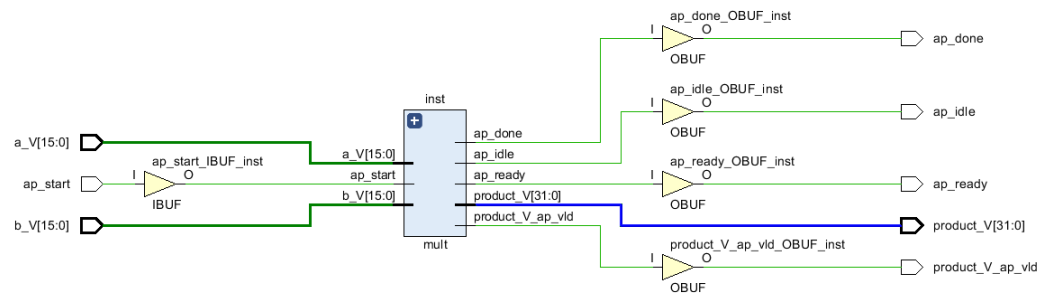 ap_done_OBUF_inst
I
O
ap_done
OBUF
ap_idle_OBUF_inst
I
O
ap_idle
OBUF
inst
ap_done
a_V[15:0]
a_V[15:0]
ap_idle
ap_start_IBUF_inst
ap_ready_OBUF_inst
ap_start
I
O
ap_start
ap_ready
I
O
ap_ready
IBUF
b_V[15:0]
product_V[31:0]
OBUF
b_V[15:0]
product_V_ap_vld
product_V[31:0]
mult
product_V_ap_vld_OBUF_inst
I
O
product_V_ap_vld
OBUF